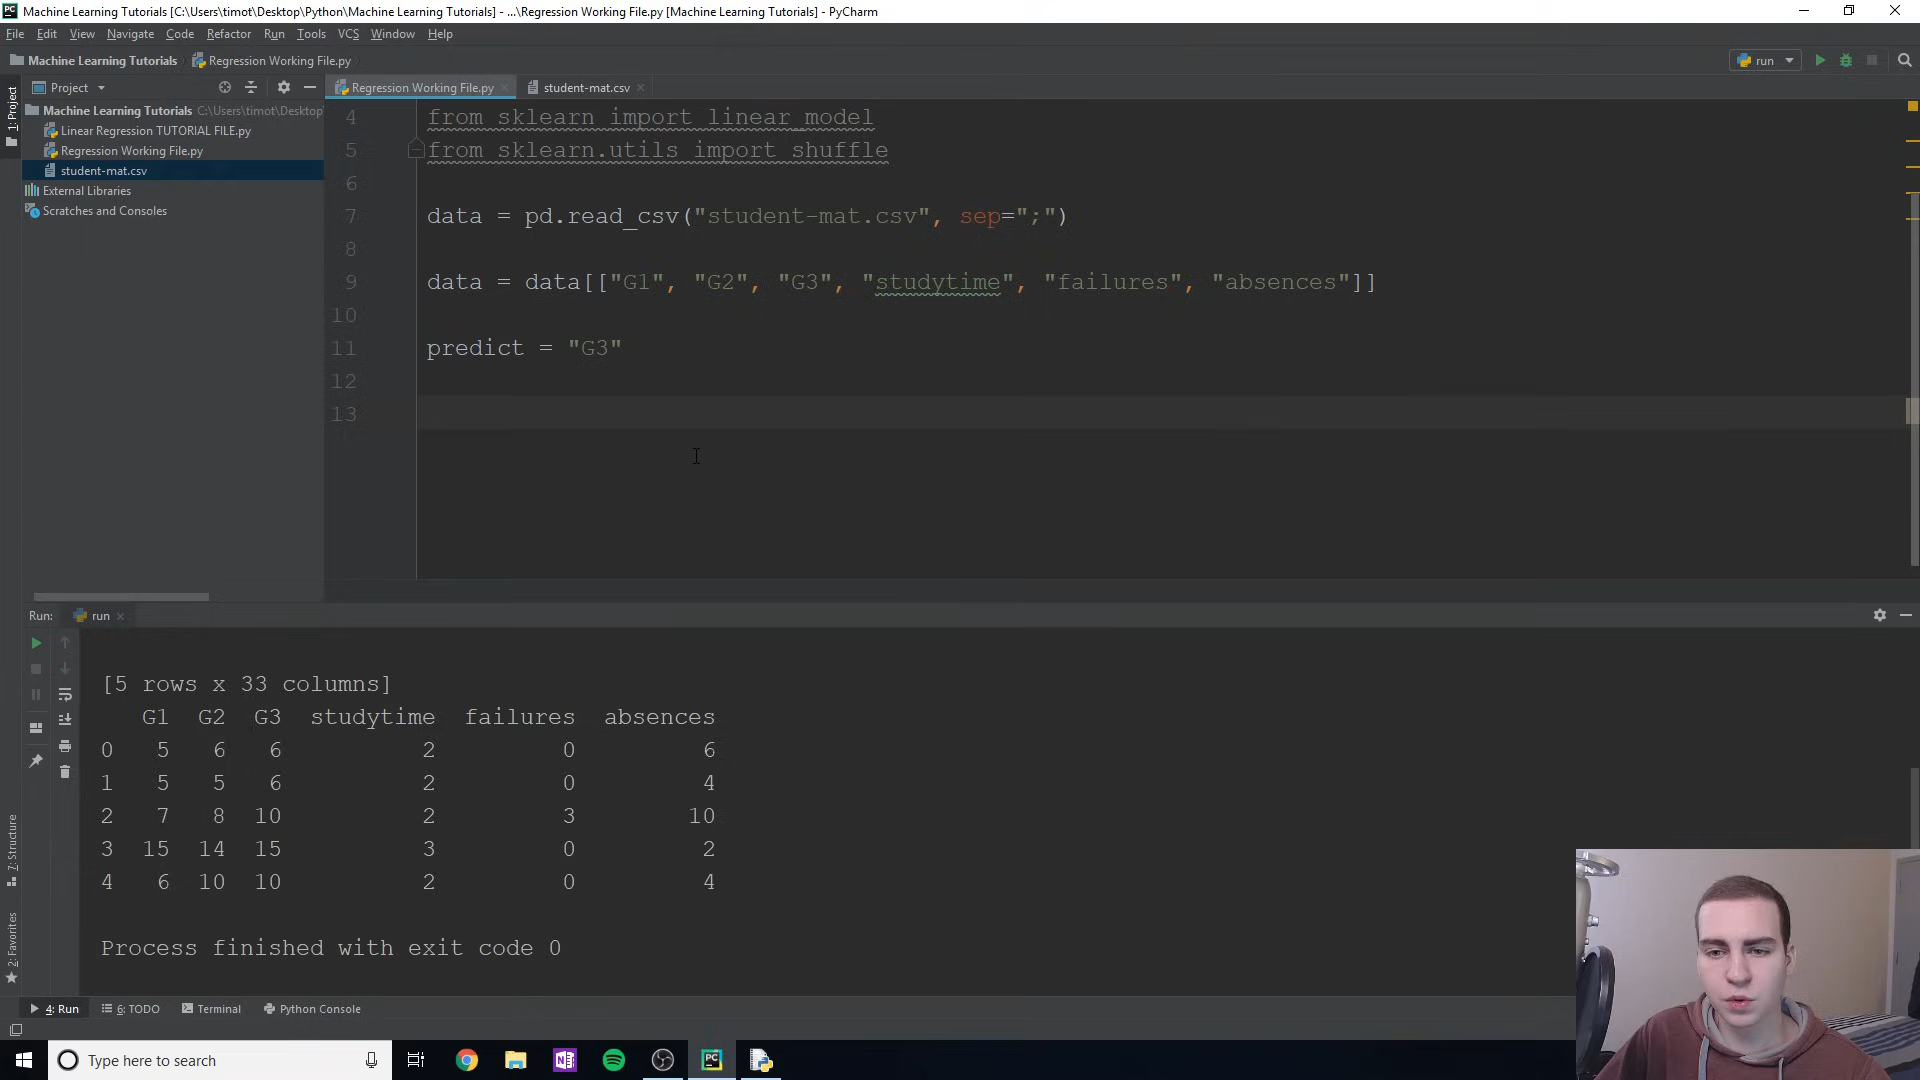 Machine Learning Tutorials [C:\Users\timot\Desktop\Python\Machine Learning Tutorials] - ...\Regression Working File.py [Machine Learning Tutorials] - PyCharm
File Edit View Navigate Code Refactor Run Tools VCS Window Help
Machine Learning Tutorials Regression Working File.py run
Project Regression Working File.py student-mat.csv
1: Project
Machine Learning Tutorials C:\Users\timot\Desktop
Linear Regression TUTORIAL FILE.py
Regression Working File.py
student-mat.csv
External Libraries
Scratches and Consoles
4 from sklearn import linear_model
5 from sklearn.utils import shuffle
6
7 data = pd.read_csv("student-mat.csv", sep=";")
8
9 data = data[["G1", "G2", "G3", "studytime", "failures", "absences"]]
10
11 predict = "G3"
12
13
Run: run
[5 rows x 33 columns]
G1 G2 G3 studytime failures absences
0 5 6 6 2 0 6
1 5 5 6 2 0 4
2 7 8 10 2 3 10
3 15 14 15 3 0 2
4 6 10 10 2 0 4
Process finished with exit code 0
7: Structure
2: Favorites
4: Run 6: TODO Terminal Python Console
Type here to search